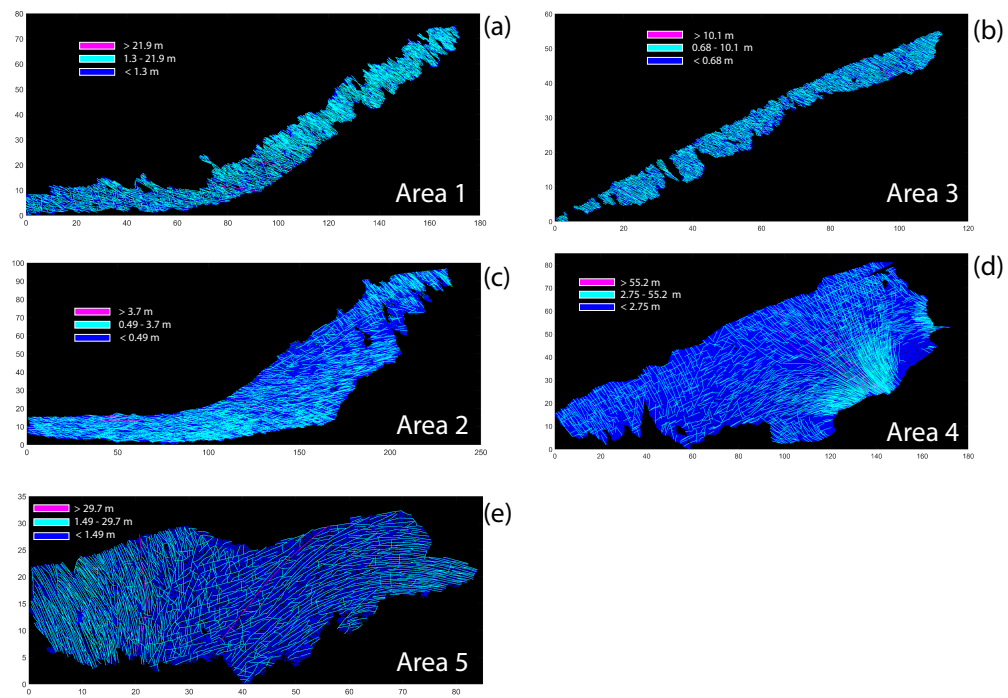 (a)
80
70
60
50
40
30
20
10
0
> 21.9 m
1.3 - 21.9 m
< 1.3 m
Area 1
0 20 40 60 80 100 120 140 160 180
(b)
60
50
40
30
20
10
0
> 10.1 m
0.68 - 10.1 m
< 0.68 m
Area 3
0 20 40 60 80 100 120
(c)
100
90
80
70
60
50
40
30
20
10
0
> 3.7 m
0.49 - 3.7 m
< 0.49 m
Area 2
0 50 100 150 200 250
(d)
80
70
60
50
40
30
20
10
0
> 55.2 m
2.75 - 55.2 m
< 2.75 m
Area 4
0 20 40 60 80 100 120 140 160 180
(e)
35
30
25
20
15
10
5
0
> 29.7 m
1.49 - 29.7 m
< 1.49 m
Area 5
0 10 20 30 40 50 60 70 80